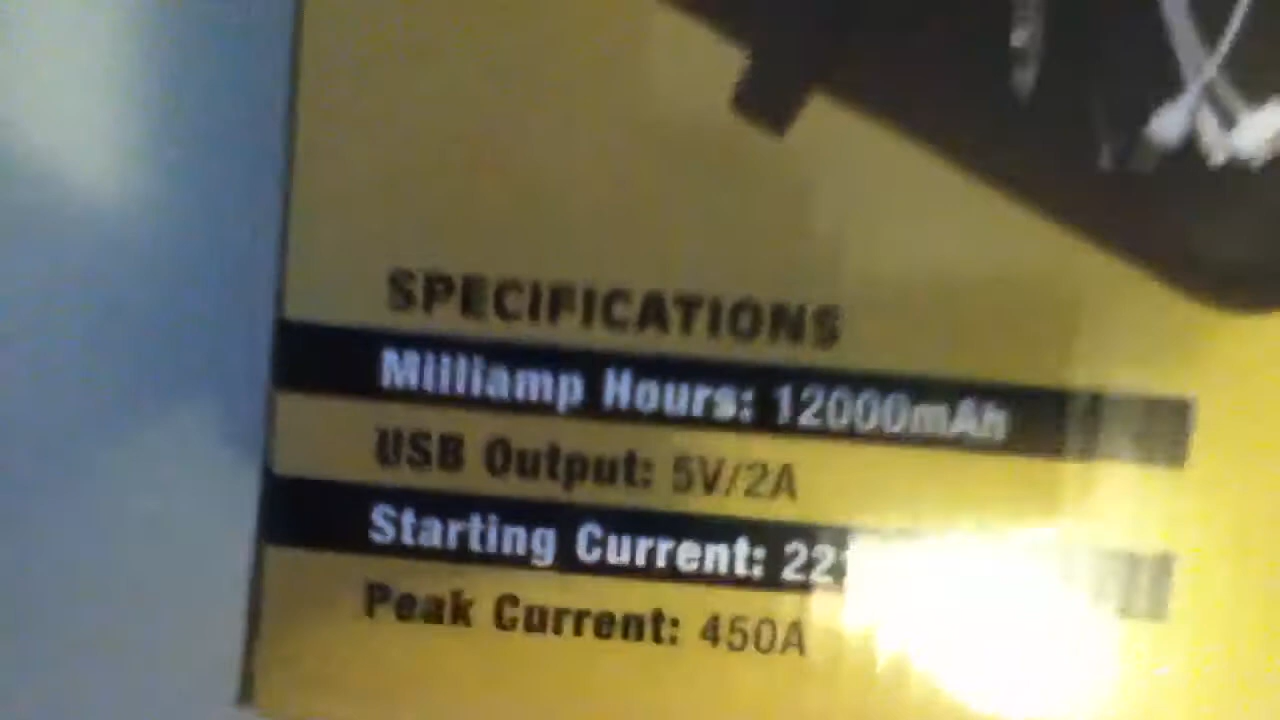 SPECIFICATIONS
Milliamp Hours: 12000mAh
USB Output: 5V/2A
Starting Current:
Peak Current: 450A